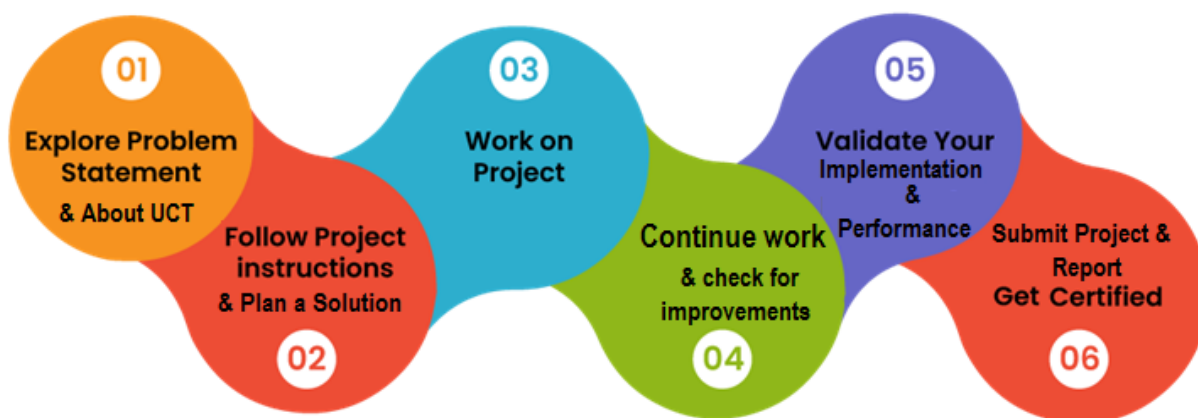 01
Explore Problem
Statement
& About UCT
Follow Project
instructions
& Plan a Solution
02
03
Work on
Project
Continue work
& check for
improvements
04
05
Validate Your
Implementation
&
Performance
Submit Project &
Report
Get Certified
06